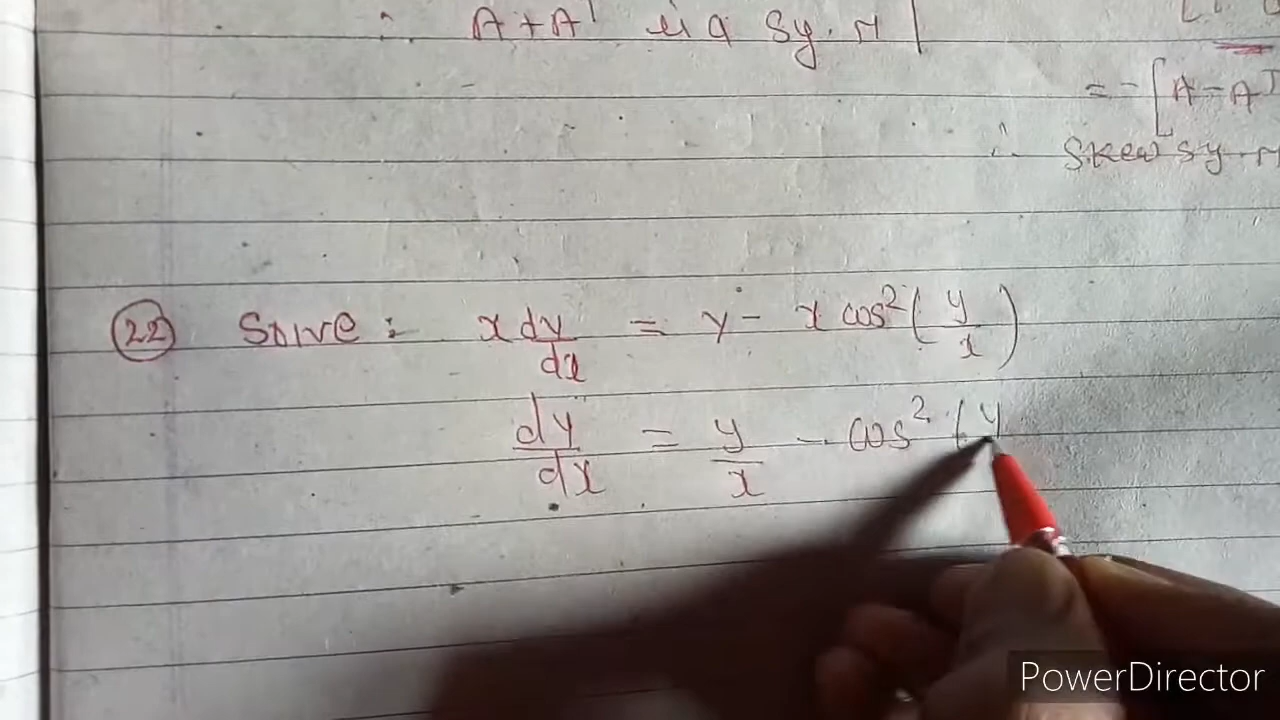 ∴ A + A' is a Sy. M
= - [A - A'
∴ Skew sy. M
22 Solve : x dy/dx = y - x cos²(y/x)
dy/dx = y/x - cos² (y
PowerDirector